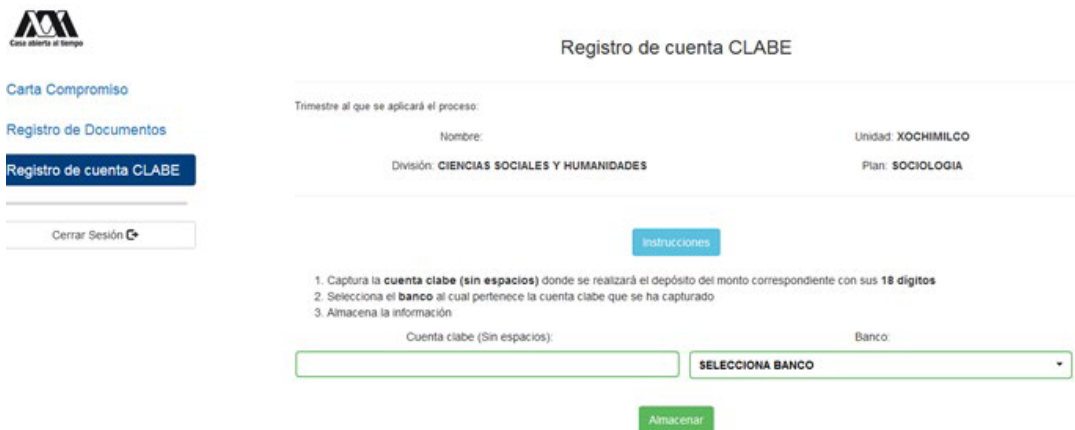 Casa abierta al tiempo
Carta Compromiso
Registro de Documentos
Registro de cuenta CLABE
Cerrar Sesión
Registro de cuenta CLABE
Trimestre al que se aplicará el proceso:
Nombre: Unidad: XOCHIMILCO
División: CIENCIAS SOCIALES Y HUMANIDADES Plan: SOCIOLOGIA
Instrucciones
1. Captura la cuenta clabe (sin espacios) donde se realizará el depósito del monto correspondiente con sus 18 dígitos
2. Selecciona el banco al cual pertenece la cuenta clabe que se ha capturado
3. Almacena la información
Cuenta clabe (Sin espacios): Banco:
SELECCIONA BANCO
Almacenar